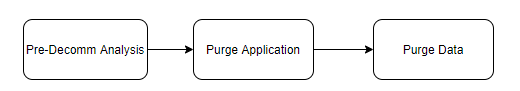 Pre-Decomm Analysis
Purge Application
Purge Data